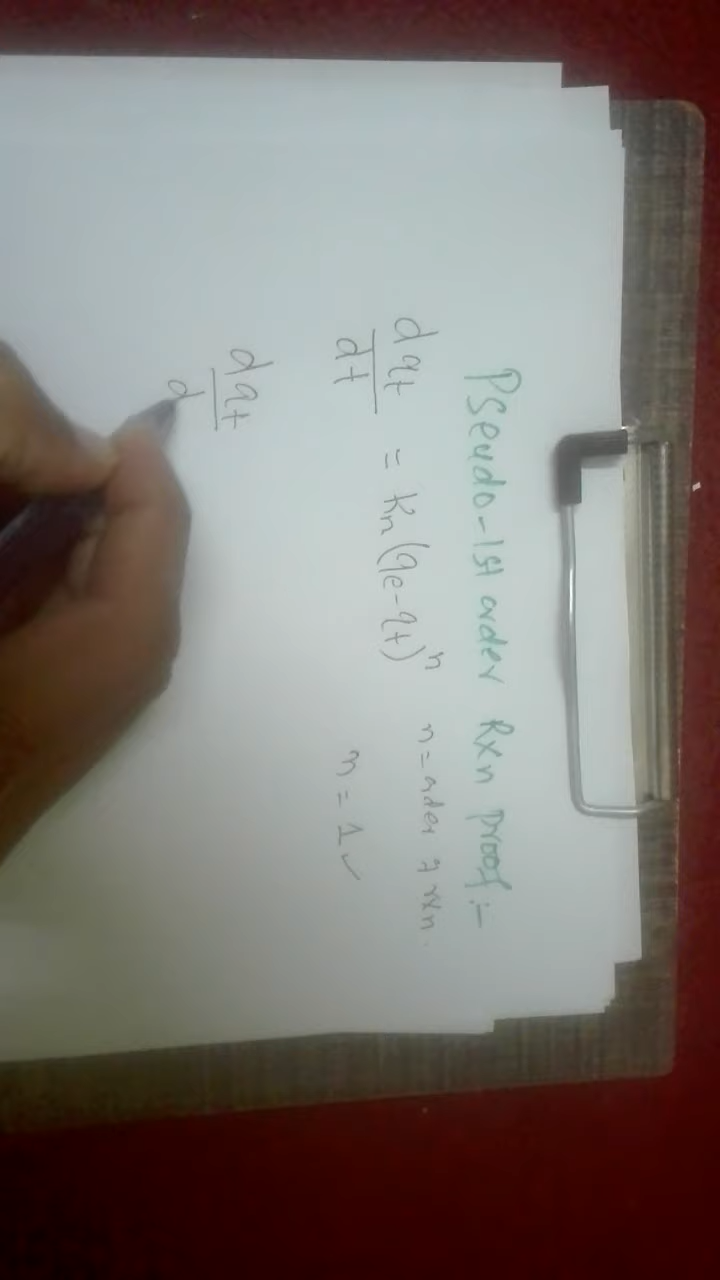 Pseudo-1st order Rxn proof:-
dqt/dt = Kn(qe-qt)^n n = order of rxn.
n = 1 ✓
dqt/d